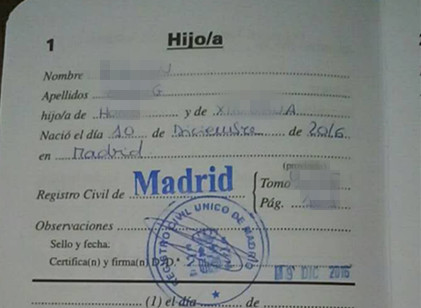 1 Hijo/a
Nombre
Apellidos G
hijo/a de H y de X A
Nació el día 10 de Diciembre de 2016
en Madrid
(provincia)
Registro Civil de Madrid Tomo
Pág.
Observaciones
Sello y fecha:
Certifica(n) y firma(n) D./D.ª
REGISTRO CIVIL UNICO DE MADRID
DIC 2016
(1) el día de